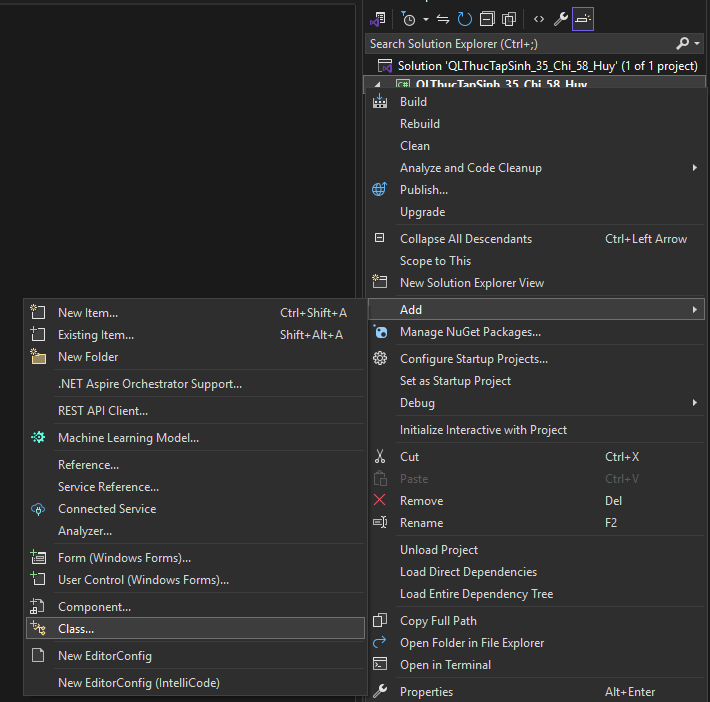 Search Solution Explorer (Ctrl+;)
Solution 'QLThucTapSinh_35_Chi_58_Huy' (1 of 1 project)
C# QLThucTapSinh_35_Chi_58_Huy
Build
Rebuild
Clean
Analyze and Code Cleanup
Publish...
Upgrade
Collapse All Descendants Ctrl+Left Arrow
Scope to This
New Solution Explorer View
Add
Manage NuGet Packages...
Configure Startup Projects...
Set as Startup Project
Debug
Initialize Interactive with Project
Cut Ctrl+X
Paste Ctrl+V
Remove Del
Rename F2
Unload Project
Load Direct Dependencies
Load Entire Dependency Tree
Copy Full Path
Open Folder in File Explorer
Open in Terminal
Properties Alt+Enter
New Item... Ctrl+Shift+A
Existing Item... Shift+Alt+A
New Folder
.NET Aspire Orchestrator Support...
REST API Client...
Machine Learning Model...
Reference...
Service Reference...
Connected Service
Analyzer...
Form (Windows Forms)...
User Control (Windows Forms)...
Component...
Class...
New EditorConfig
New EditorConfig (IntelliCode)